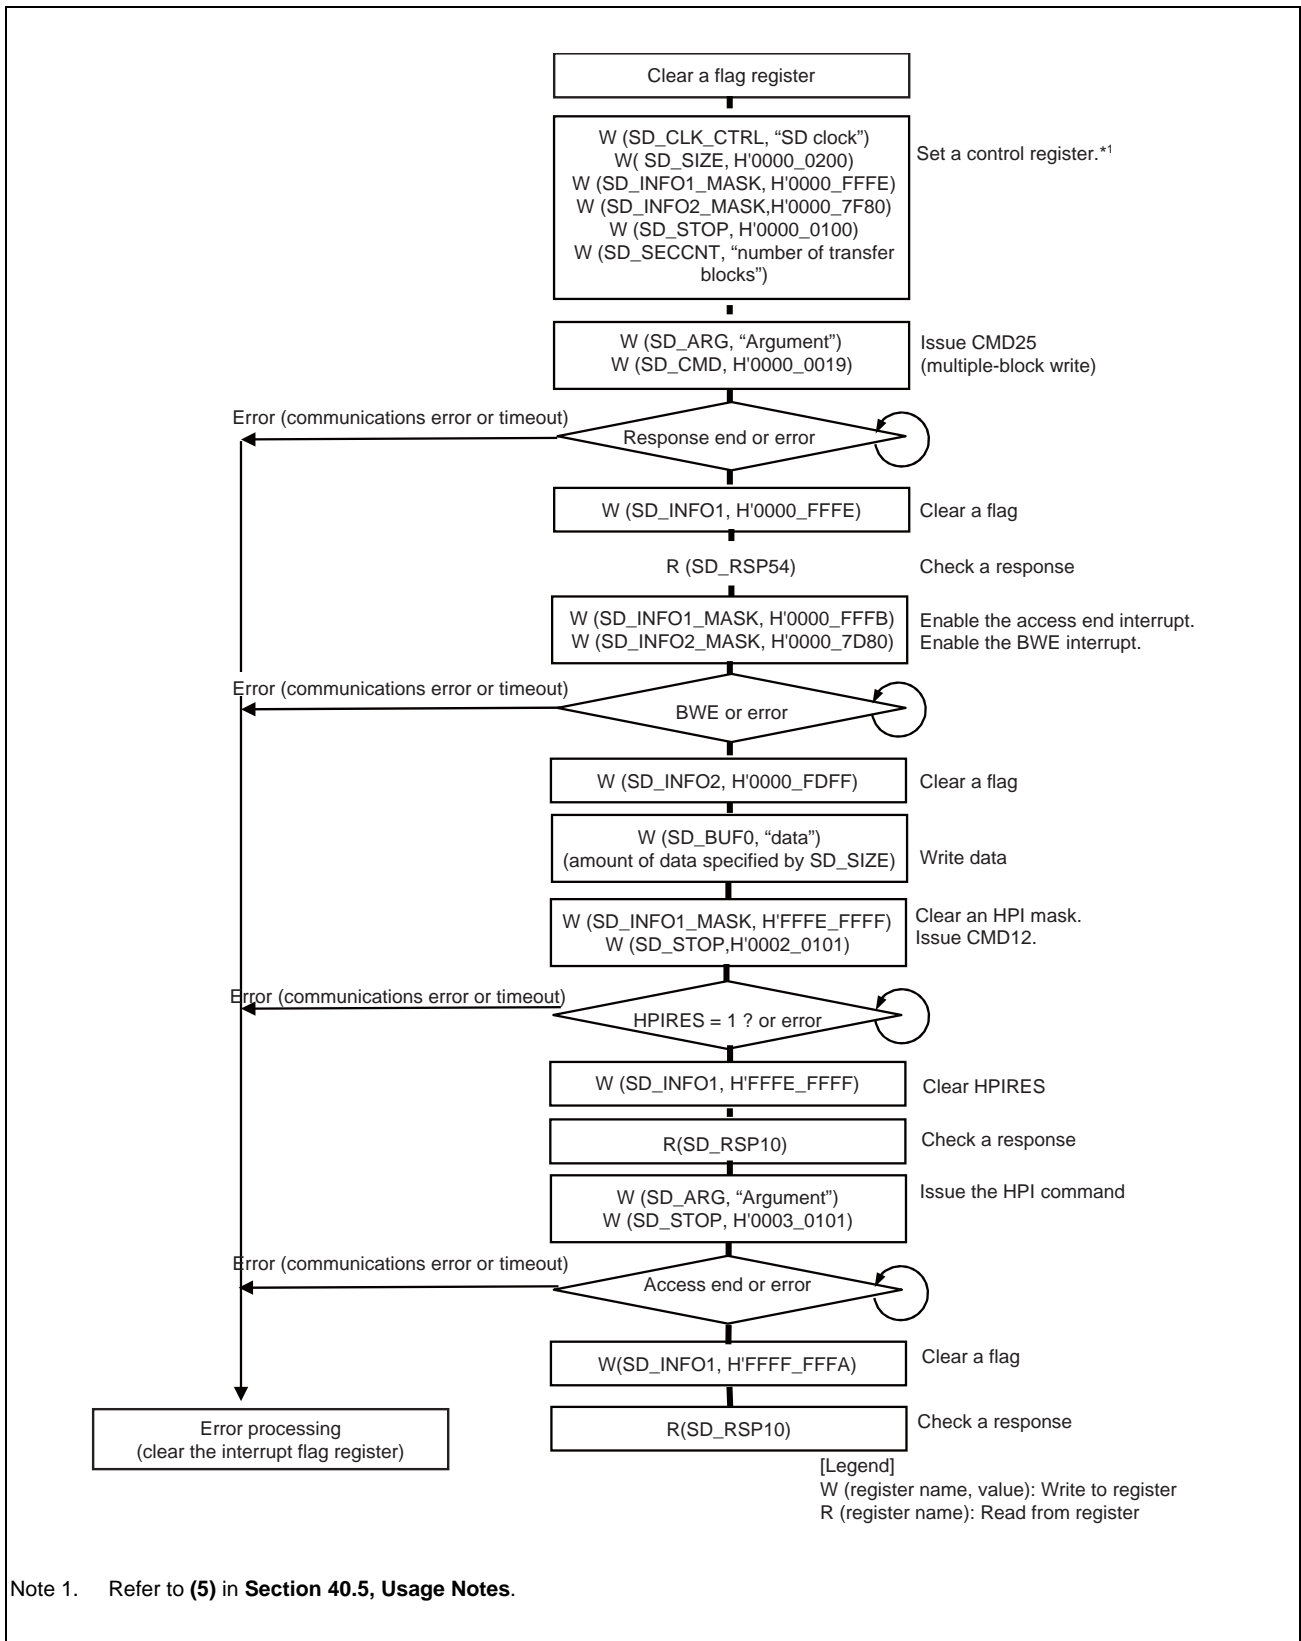 Clear a flag register
W (SD_CLK_CTRL, “SD clock”)
W( SD_SIZE, H'0000_0200)
W (SD_INFO1_MASK, H'0000_FFFE)
W (SD_INFO2_MASK,H'0000_7F80)
W (SD_STOP, H'0000_0100)
W (SD_SECCNT, “number of transfer
blocks”)
Set a control register.*1
W (SD_ARG, “Argument”)
W (SD_CMD, H'0000_0019)
Issue CMD25
(multiple-block write)
Error (communications error or timeout)
Response end or error
W (SD_INFO1, H'0000_FFFE)
Clear a flag
R (SD_RSP54)
Check a response
W (SD_INFO1_MASK, H'0000_FFFB)
W (SD_INFO2_MASK, H'0000_7D80)
Enable the access end interrupt.
Enable the BWE interrupt.
Error (communications error or timeout)
BWE or error
W (SD_INFO2, H'0000_FDFF)
Clear a flag
W (SD_BUF0, “data”)
(amount of data specified by SD_SIZE)
Write data
W (SD_INFO1_MASK, H'FFFE_FFFF)
W (SD_STOP,H'0002_0101)
Clear an HPI mask.
Issue CMD12.
Error (communications error or timeout)
HPIRES = 1 ? or error
W (SD_INFO1, H'FFFE_FFFF)
Clear HPIRES
R(SD_RSP10)
Check a response
W (SD_ARG, “Argument”)
W (SD_STOP, H'0003_0101)
Issue the HPI command
Error (communications error or timeout)
Access end or error
W(SD_INFO1, H'FFFF_FFFA)
Clear a flag
Error processing
(clear the interrupt flag register)
R(SD_RSP10)
Check a response
[Legend]
W (register name, value): Write to register
R (register name): Read from register
Note 1. Refer to (5) in Section 40.5, Usage Notes.